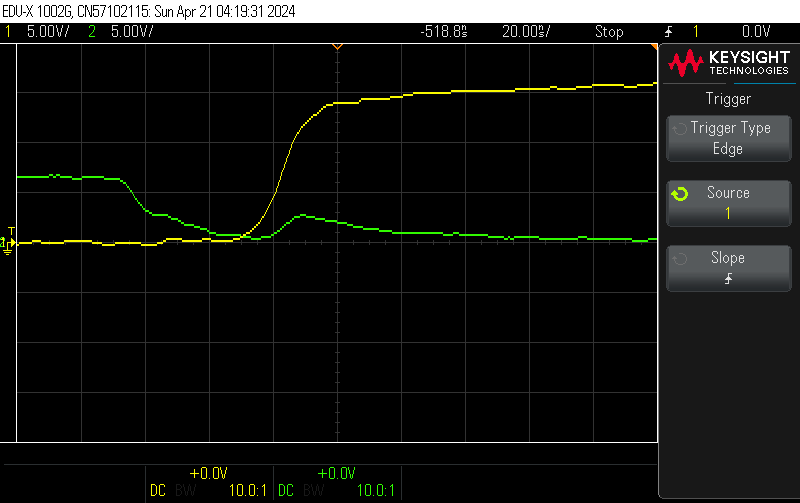 EDU-X 1002G, CN57102115: Sun Apr 21 04:19:31 2024
1 5.00V/ 2 5.00V/ -518.8s 20.00s/ Stop 1 0.0V
KEYSIGHT
TECHNOLOGIES
Trigger
Trigger Type
Edge
Source
1
Slope
T
2
+0.0V +0.0V
DC BW 10.0:1 DC BW 10.0:1